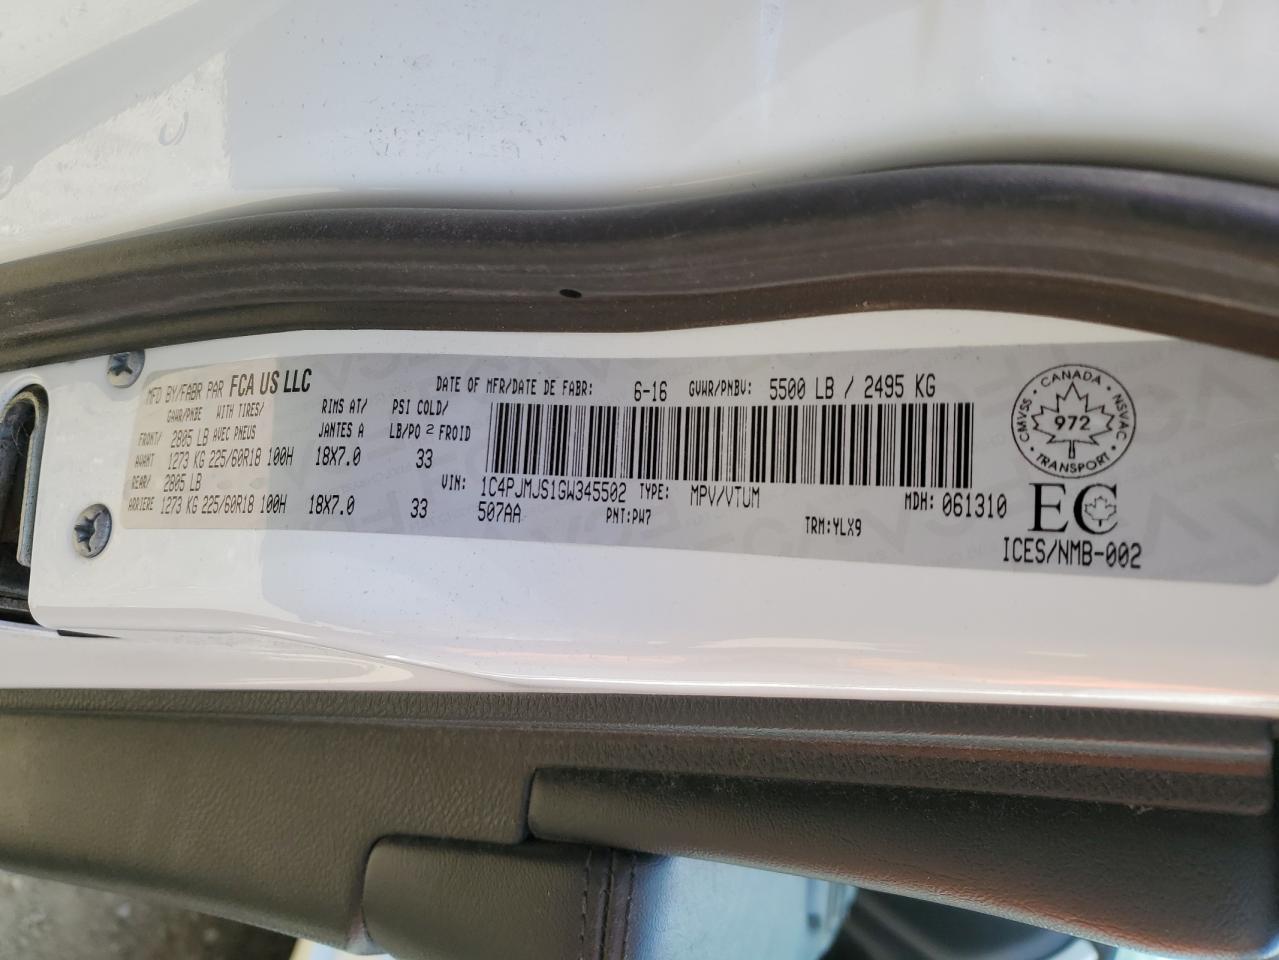 MFD BY/FABR PAR FCA US LLC
DATE OF MFR/DATE DE FABR: 6-16 GVWR/PNBV: 5500 LB / 2495 KG
GAWR/PNBE WITH TIRES/ RIMS AT/ PSI COLD/
FRONT/ 2805 LB AVEC PNEUS JANTES A LB/PO 2 FROID
AVANT 1273 KG 225/60R18 100H 18X7.0 33
REAR/ 2805 LB
ARRIERE 1273 KG 225/60R18 100H 18X7.0 33
VIN: 1C4PJMJS1GW345502 TYPE: MPV/VTUM MDH: 061310
507AA PNT:PW7 TRM:YLX9
CANADA
CMVSS 972 NSVAC
TRANSPORT
EC
ICES/NMB-002